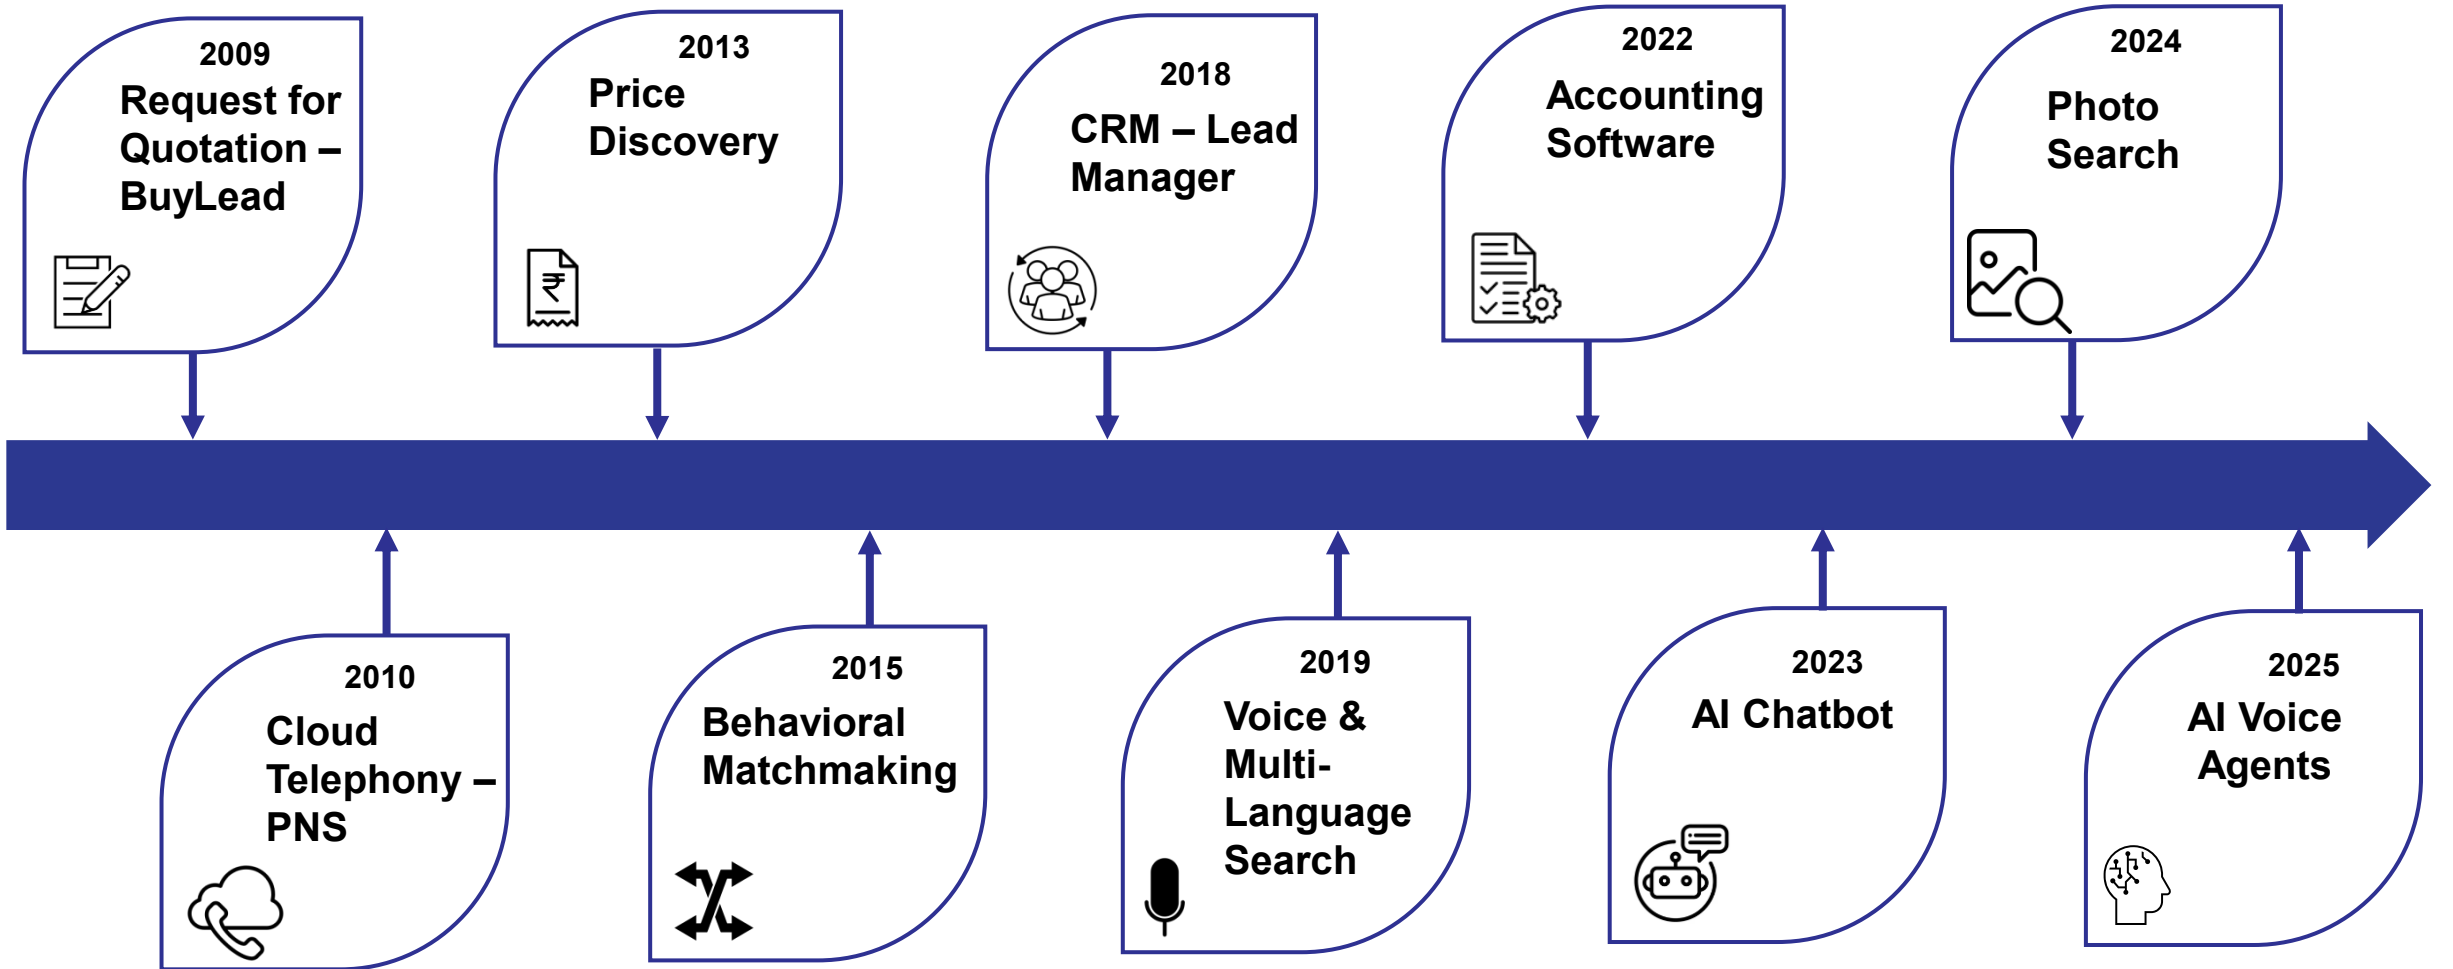 2009
Request for
Quotation –
BuyLead
2013
Price
Discovery
2018
CRM – Lead
Manager
2022
Accounting
Software
2024
Photo
Search
₹
2010
Cloud
Telephony –
PNS
2015
Behavioral
Matchmaking
2019
Voice &
Multi-
Language
Search
2023
AI Chatbot
2025
AI Voice
Agents